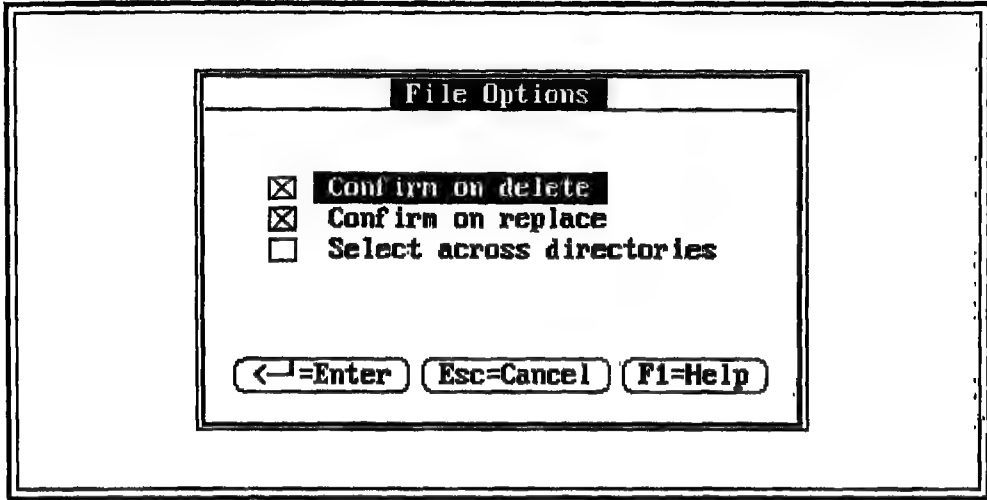 File Options
Confirm on delete
Confirm on replace
Select across directories
=Enter Esc=Cancel F1=Help